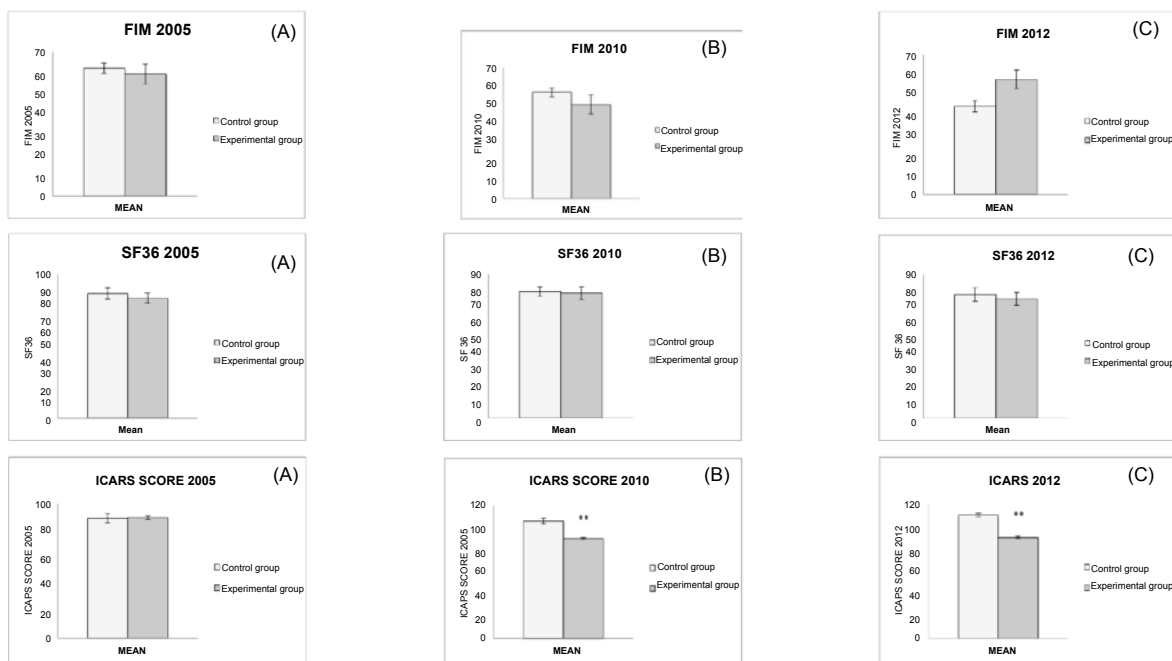 FIM 2005
(A)
70
60
50
40
30
20
10
0
FIM 2005
MEAN
Control group
Experimental group
FIM 2010
(B)
70
60
50
40
30
20
10
0
FIM 2010
MEAN
Control group
Experimental group
FIM 2012
(C)
70
60
50
40
30
20
10
0
FIM 2012
MEAN
Control group
Experimental group
SF36 2005
(A)
100
90
80
70
60
50
40
30
20
10
0
SF36
Mean
Control group
Experimental group
SF36 2010
(B)
90
80
70
60
50
40
30
20
10
0
SF 36
Mean
Control group
Experimental group
SF36 2012
(C)
90
80
70
60
50
40
30
20
10
0
SF 36
Mean
Control group
Experimental group
ICARS SCORE 2005
(A)
100
80
60
40
20
0
ICAPS SCORE 2005
MEAN
Control group
Experimental group
ICARS SCORE 2010
(B)
120
100
80
60
40
20
0
ICAPS SCORE 2005
**
MEAN
Control group
Experimental group
ICARS 2012
(C)
120
100
80
60
40
20
0
ICAPS SCORE 2012
**
MEAN
Control group
Experimental group